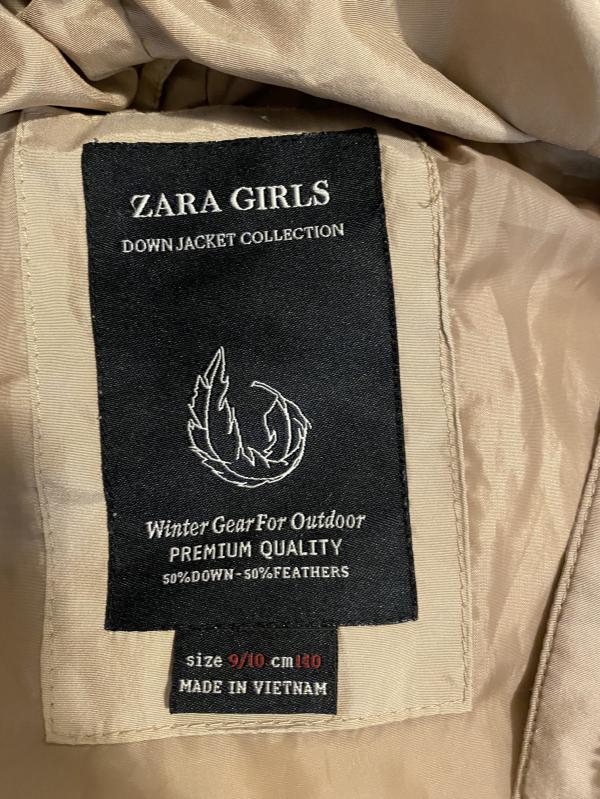 ZARA GIRLS
DOWN JACKET COLLECTION
Winter Gear For Outdoor
PREMIUM QUALITY
50%DOWN-50%FEATHERS
size 9/10 cm140
MADE IN VIETNAM